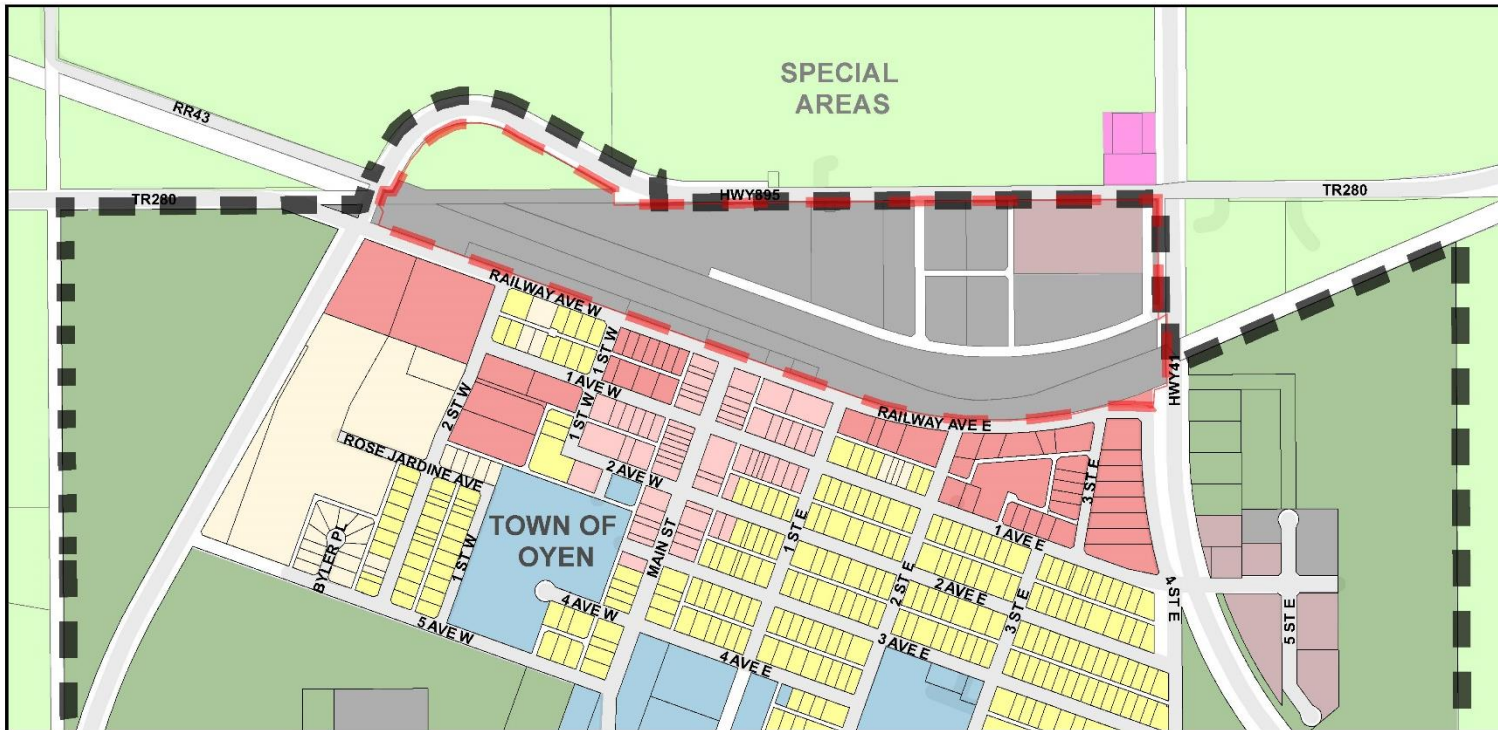 SPECIAL
AREAS
RR43
TR280
HWY895
TR280
RAILWAY AVE W
1 ST W
HWY41
1 AVE W
2 ST W
1 ST W
RAILWAY AVE E
ROSE JARDINE AVE
2 AVE W
3 ST E
TOWN OF
OYEN
MAIN ST
1 ST E
1 AVE E
BYLER PL
1 ST W
2 ST E
2 AVE E
4 ST E
3 ST E
5 ST E
4 AVE W
5 AVE W
3 AVE E
4 AVE E